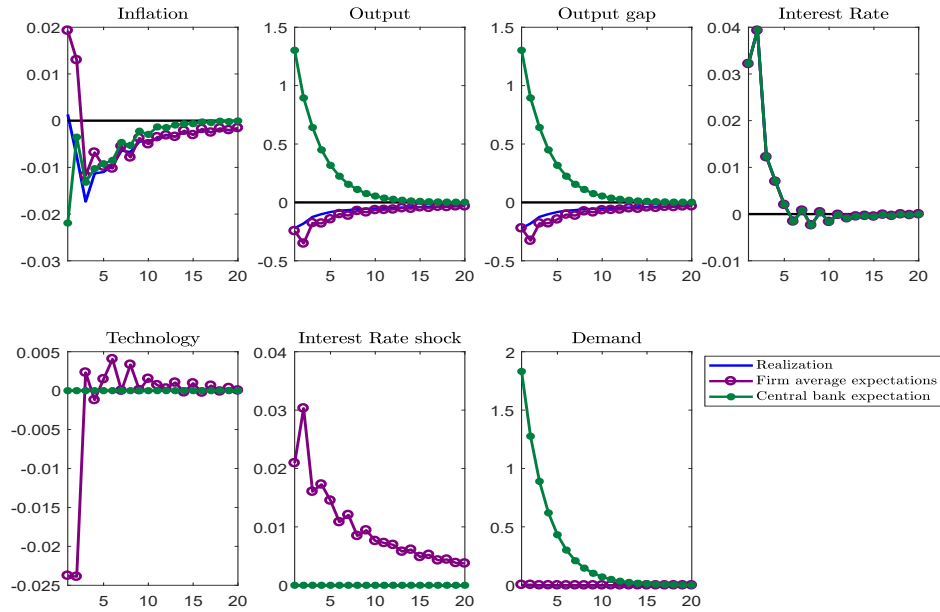 Inflation
0.02
0.01
0
-0.01
-0.02
-0.03
5 10 15 20
Output
1.5
1
0.5
0
-0.5
5 10 15 20
Output gap
1.5
1
0.5
0
-0.5
5 10 15 20
Interest Rate
0.04
0.03
0.02
0.01
0
-0.01
5 10 15 20
Technology
0.005
0
-0.005
-0.01
-0.015
-0.02
-0.025
5 10 15 20
Interest Rate shock
0.04
0.03
0.02
0.01
0
5 10 15 20
Demand
2
1.5
1
0.5
0
5 10 15 20
Realization
Firm average expectations
Central bank expectation